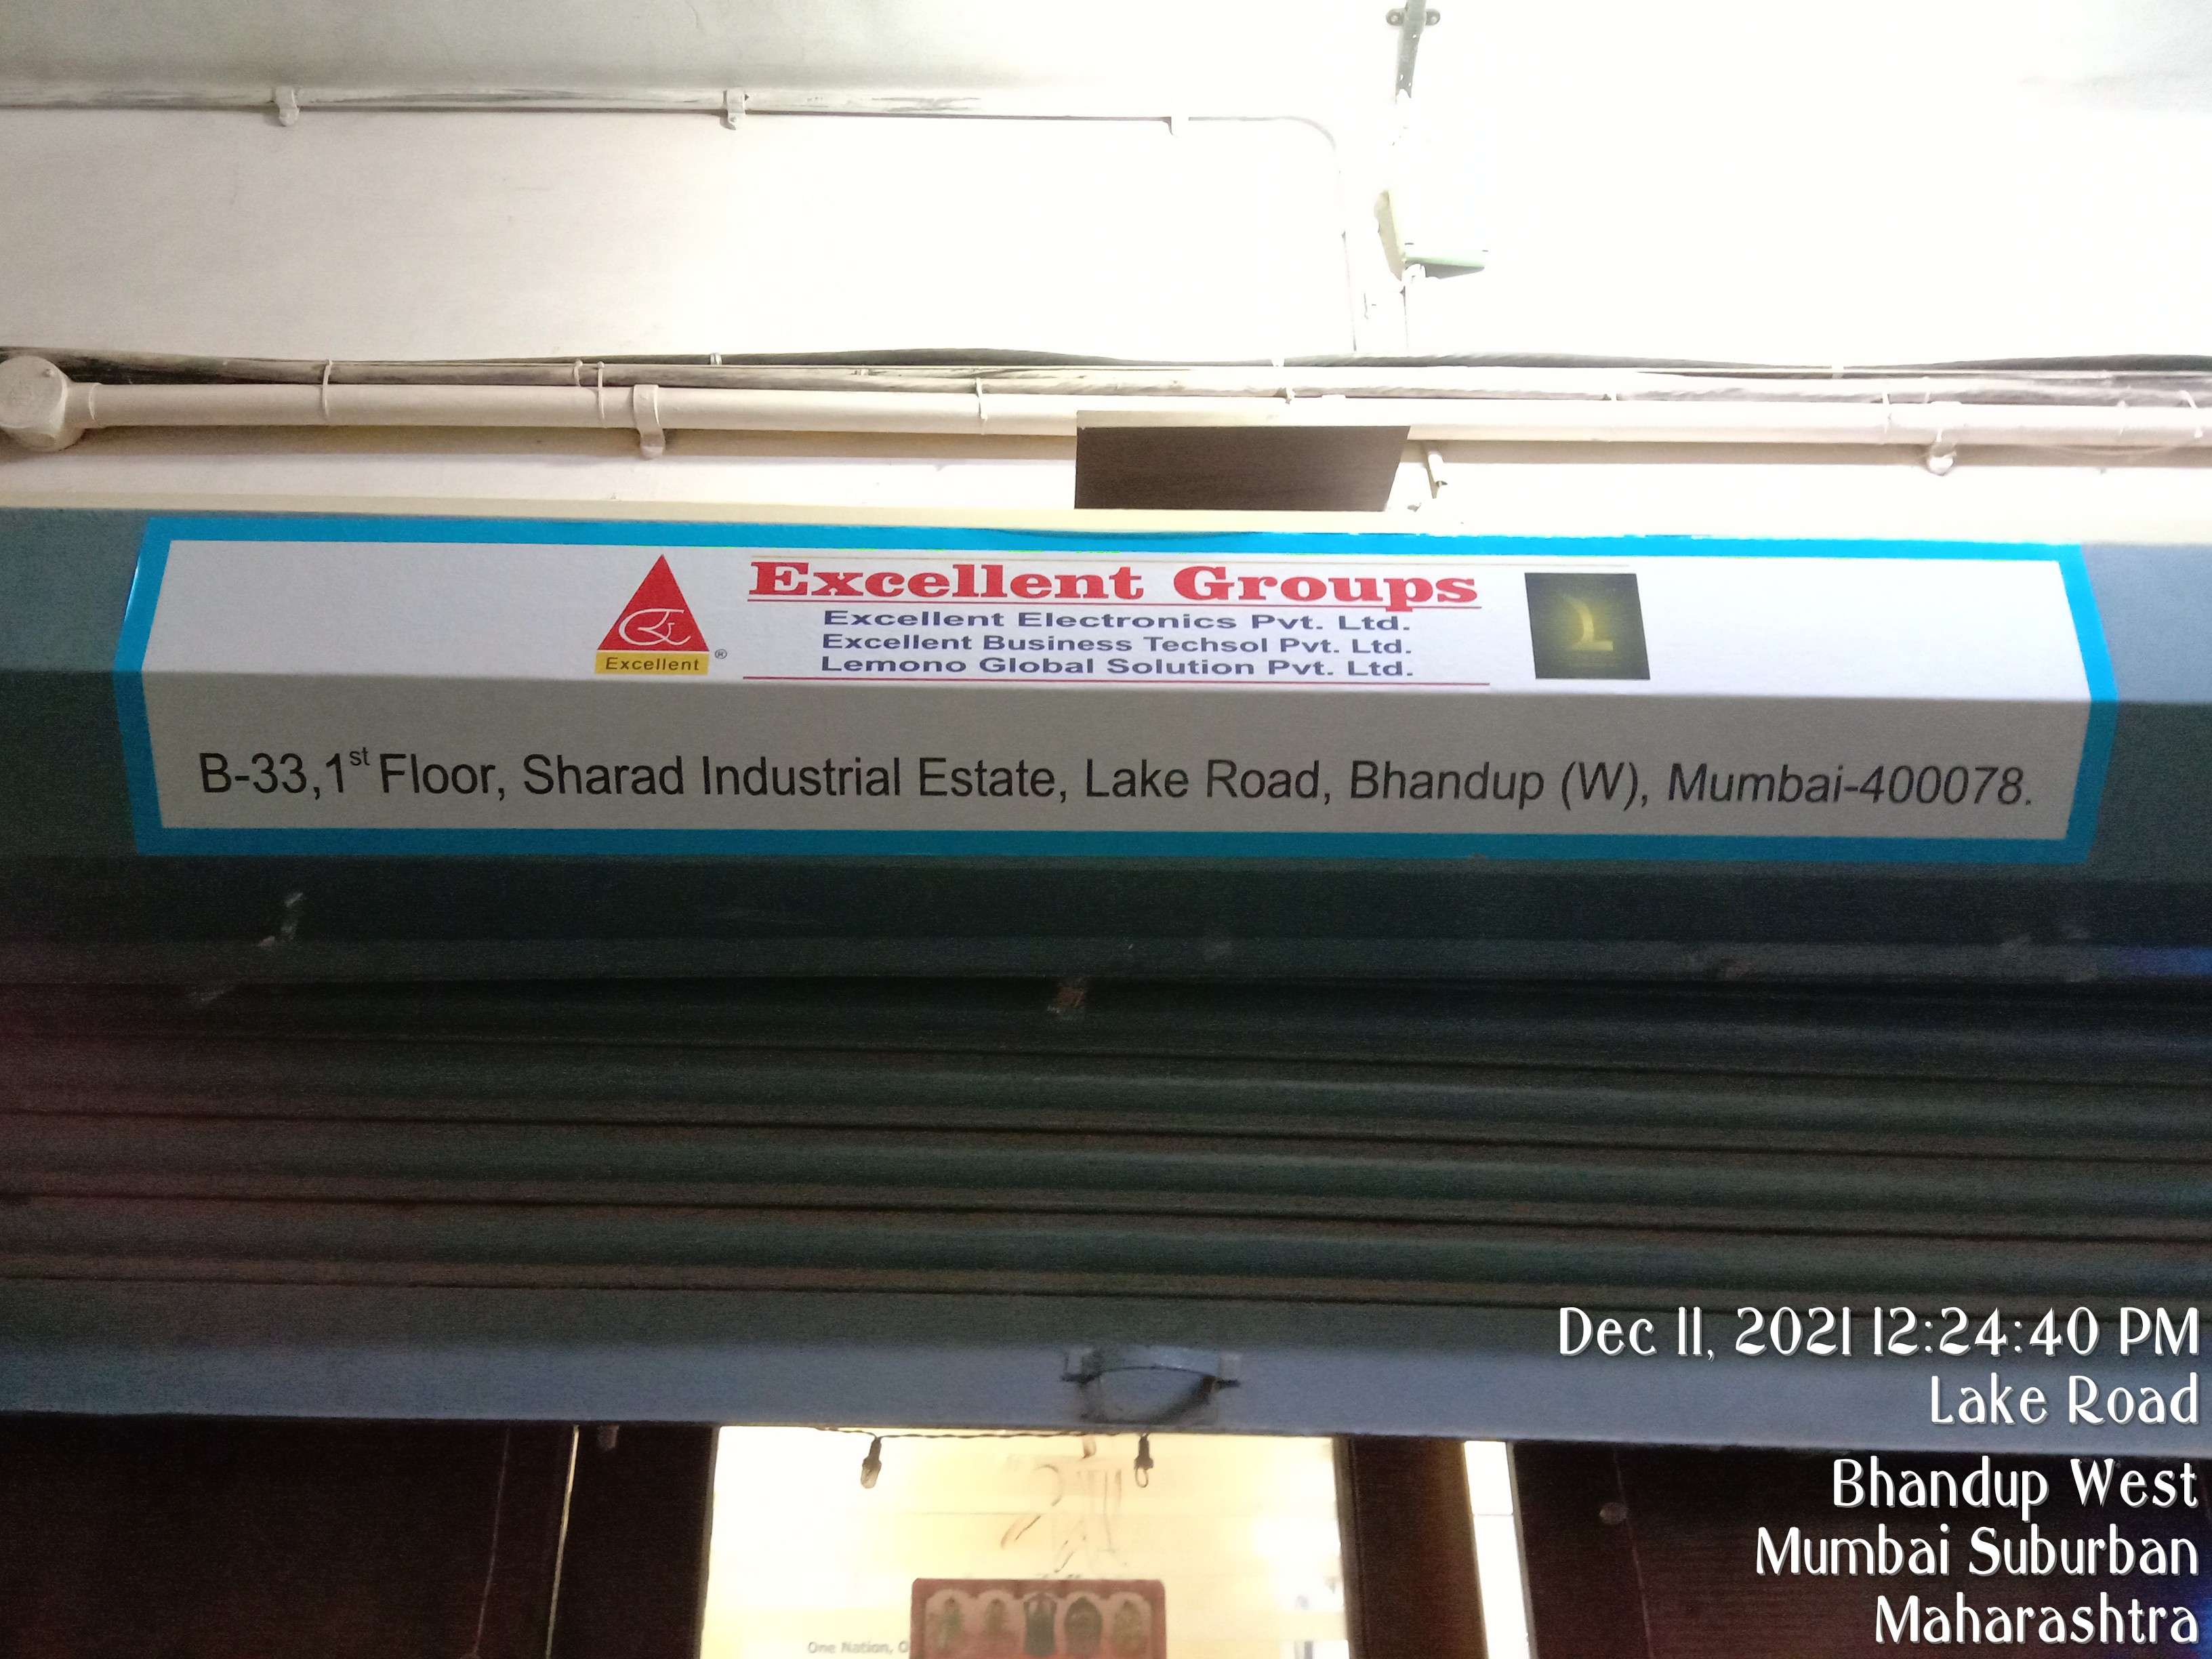 Excellent Groups
Excellent Electronics Pvt. Ltd.
Excellent Business Techsol Pvt. Ltd.
Lemono Global Solution Pvt. Ltd.
Excellent ®
L
B-33,1st Floor, Sharad Industrial Estate, Lake Road, Bhandup (W), Mumbai-400078.
One Nation, O
Dec 11, 2021 12:24:40 PM
Lake Road
Bhandup West
Mumbai Suburban
Maharashtra